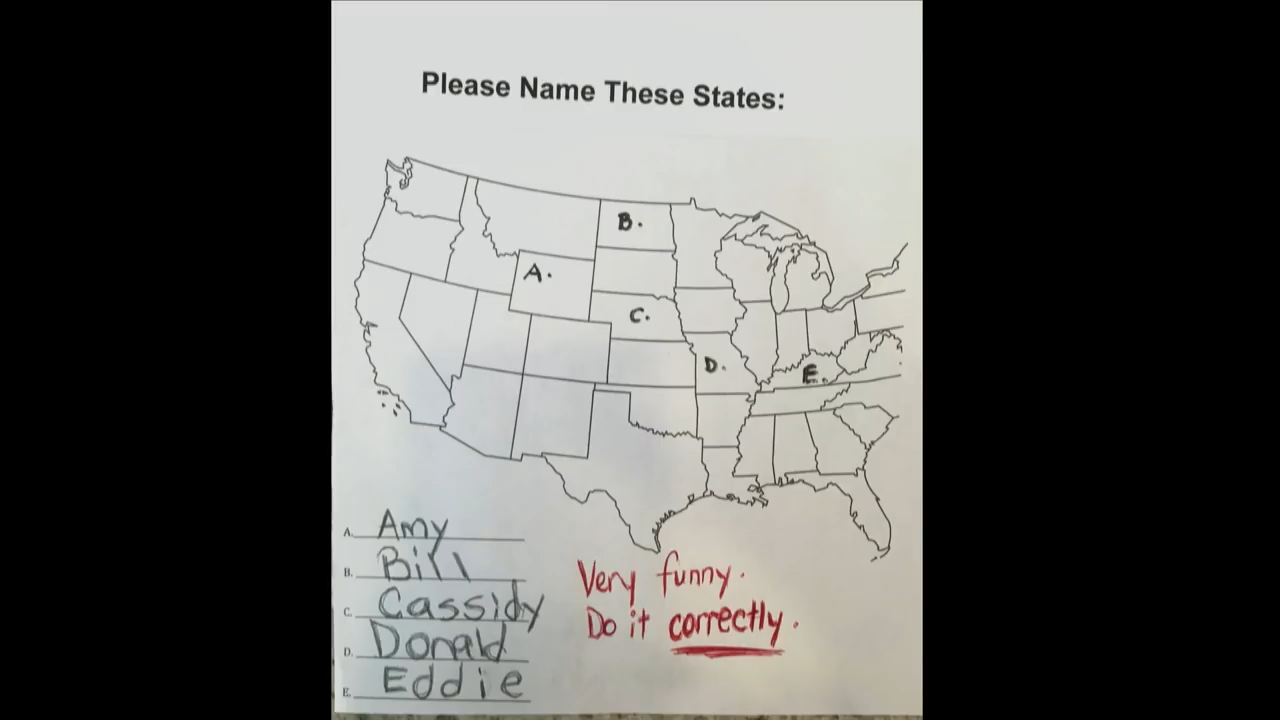 Please Name These States:
B.
A.
C.
D.
E.
A. Amy
B. Bill
C. Cassidy
D. Donald
E. Eddie
Very funny.
Do it correctly.